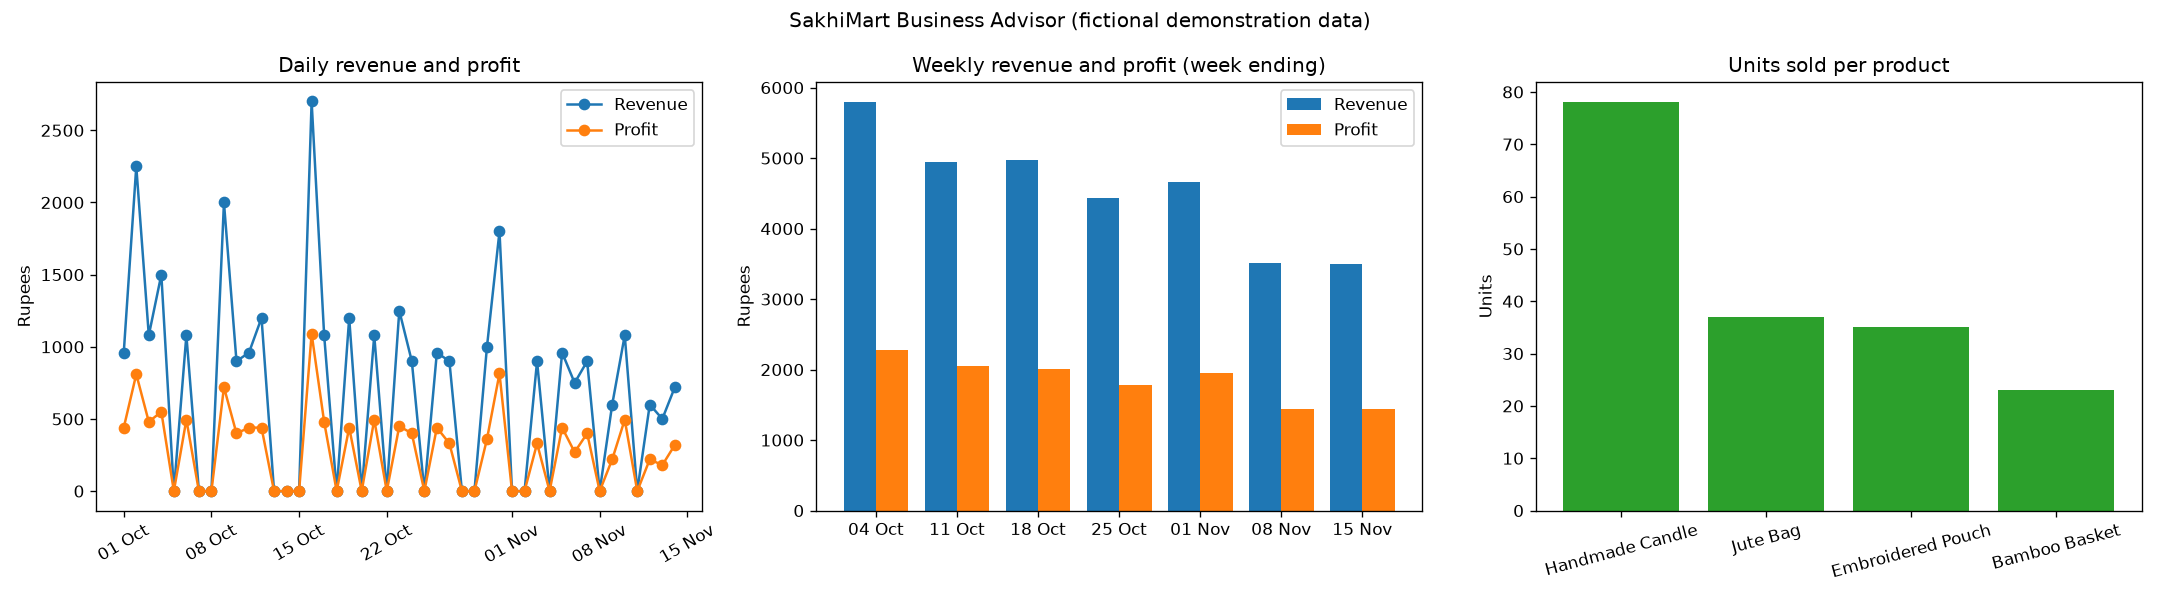 SakhiMart Business Advisor (fictional demonstration data)
Daily revenue and profit
Revenue
Profit
2500
2000
1500
1000
500
0
Rupees
01 Oct
08 Oct
15 Oct
22 Oct
01 Nov
08 Nov
15 Nov
Weekly revenue and profit (week ending)
Revenue
Profit
6000
5000
4000
3000
2000
1000
0
Rupees
04 Oct
11 Oct
18 Oct
25 Oct
01 Nov
08 Nov
15 Nov
Units sold per product
80
70
60
50
40
30
20
10
0
Units
Handmade Candle
Jute Bag
Embroidered Pouch
Bamboo Basket